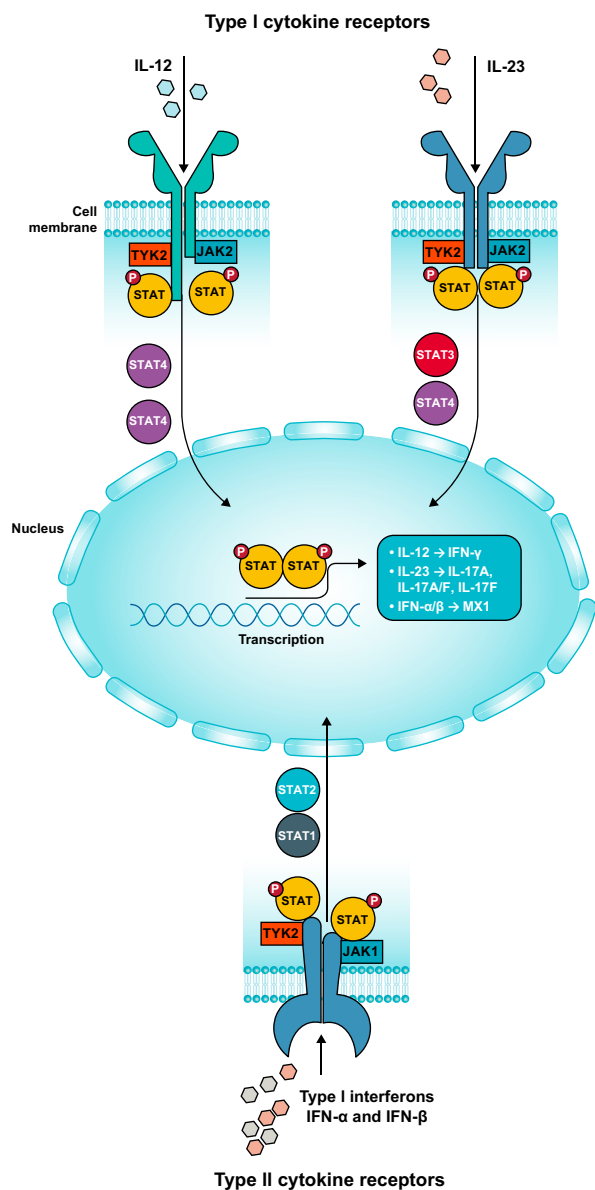 Type I cytokine receptors
IL-12
IL-23
Cell
membrane
TYK2
JAK2
P
P
STAT
STAT
TYK2
JAK2
P
P
STAT
STAT
STAT4
STAT4
STAT3
STAT4
Nucleus
P
P
STAT
STAT
Transcription
• IL-12 → IFN-γ
• IL-23 → IL-17A,
IL-17A/F, IL-17F
• IFN-α/β → MX1
STAT2
STAT1
P
STAT
P
STAT
TYK2
JAK1
Type I interferons
IFN-α and IFN-β
Type II cytokine receptors